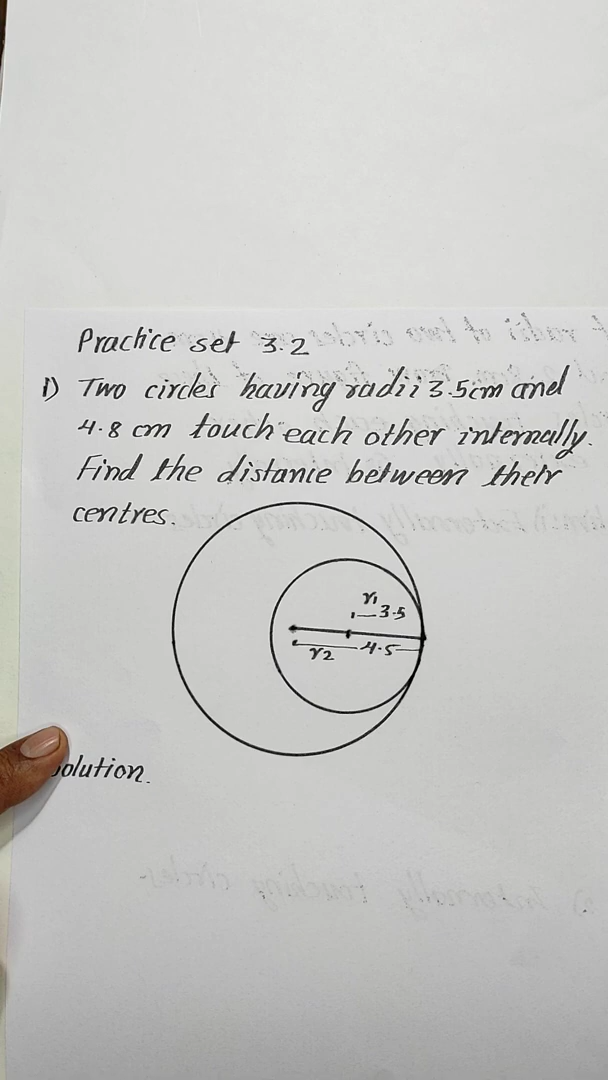 Practice set 3.2
1) Two circles having radii 3.5cm and
4.8 cm touch each other internally.
Find the distance between their
centres.
r1
3.5
r2 4.5
Solution.